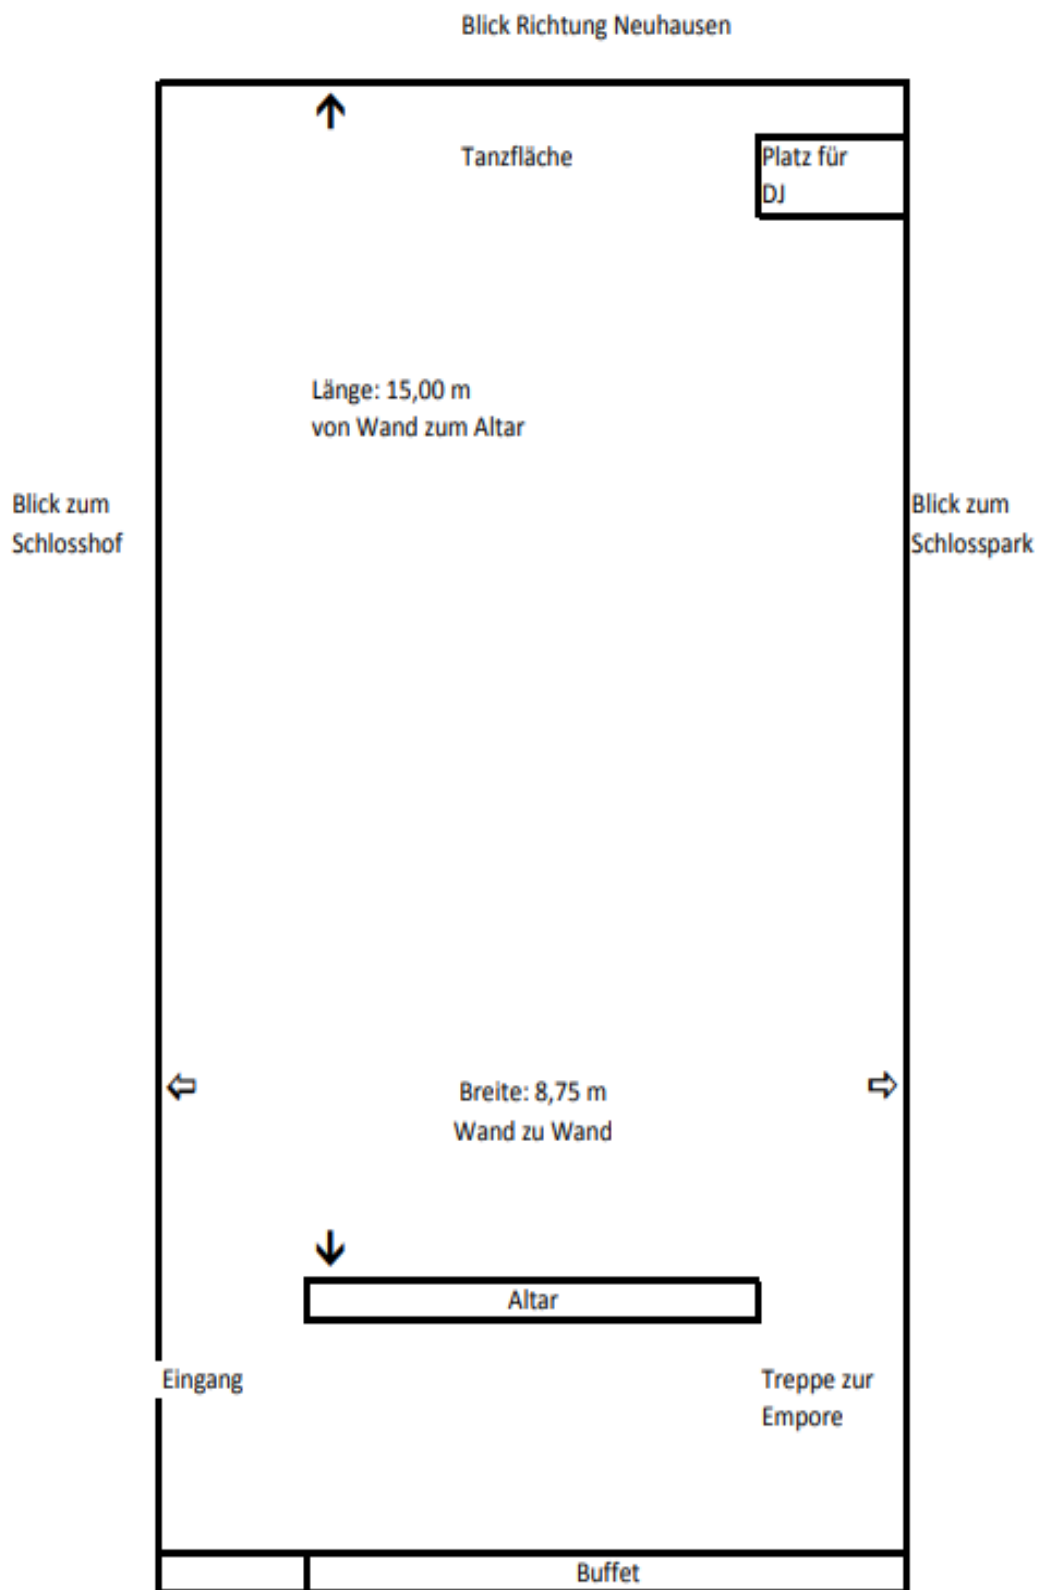 Blick Richtung Neuhausen
Tanzfläche
Platz für
DJ
Länge: 15,00 m
von Wand zum Altar
Blick zum
Schlosshof
Blick zum
Schlosspark
Breite: 8,75 m
Wand zu Wand
Altar
Eingang
Treppe zur
Empore
Buffet